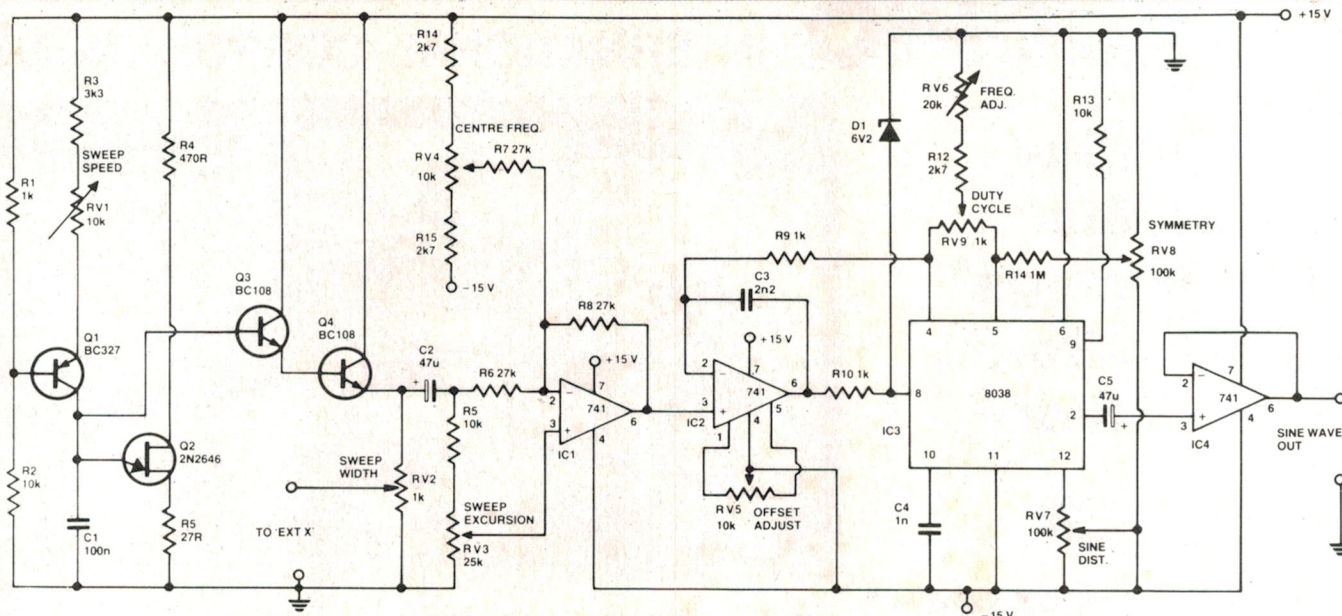 +15 V
R14
2k7
R3
3k3
SWEEP
SPEED
RV1
10k
R1
1k
R4
470R
CENTRE FREQ.
RV4
10k
R7 27k
R15
2k7
−15 V
Q3
BC108
Q4
BC108
Q1
BC327
C2
47u
+
R6 27k
R8 27k
+15 V
R5
10k
2
3
7
741
4
6
IC1
Q2
2N2646
R2
10k
C1
100n
R5
27R
SWEEP
WIDTH
RV2
1k
TO 'EXT X'
SWEEP
EXCURSION
RV3
25k
R9 1k
C3
2n2
+15 V
2
3
7
741
6
5
4
1
IC2
RV5
10k
OFFSET
ADJUST
R10 1k
D1
6V2
RV6
20k
FREQ.
ADJ.
R12
2k7
DUTY
CYCLE
RV9 1k
R13
10k
R14 1M
SYMMETRY
RV8
100k
4
5
6
9
8
8038
2
IC3
10
11
12
C4
1n
RV7
100k
SINE
DIST.
C5
47u
+
2
7
741
6
3
4
IC4
SINE WAVE
OUT
−15 V